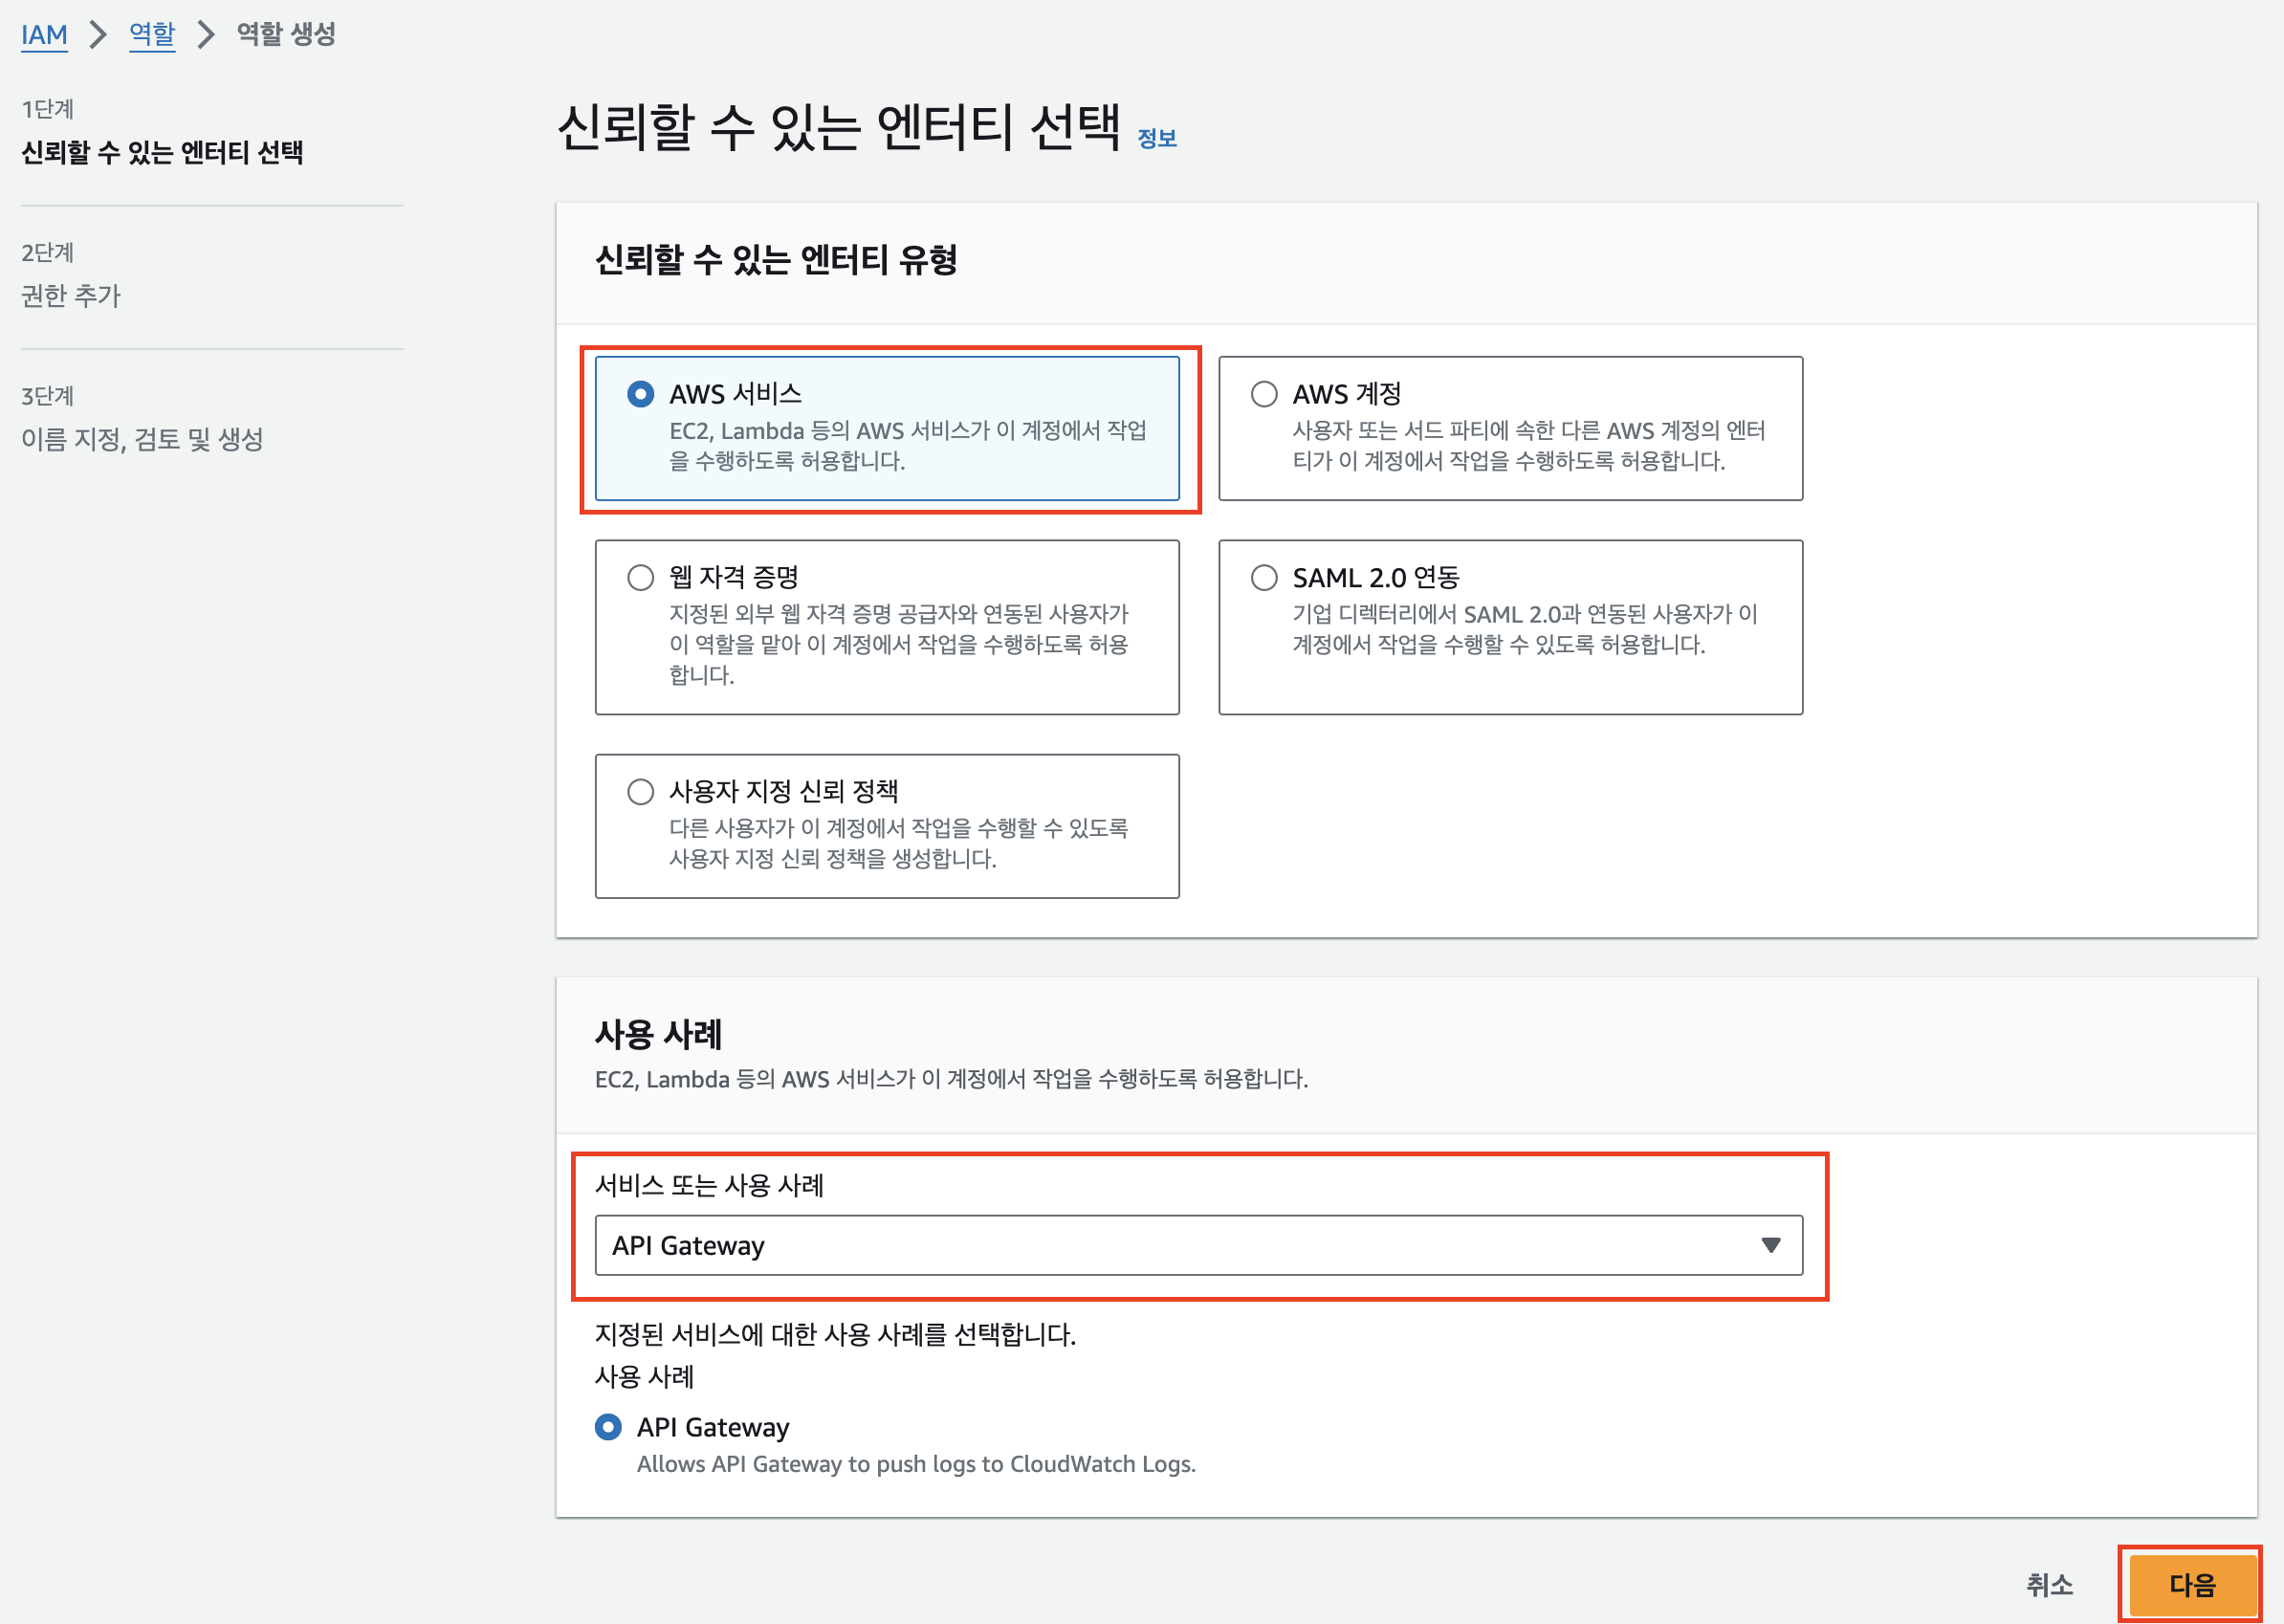 IAM > 역할 > 역할 생성
1단계
신뢰할 수 있는 엔터티 선택
2단계
권한 추가
3단계
이름 지정, 검토 및 생성
신뢰할 수 있는 엔터티 선택 정보
신뢰할 수 있는 엔터티 유형
AWS 서비스
EC2, Lambda 등의 AWS 서비스가 이 계정에서 작업
을 수행하도록 허용합니다.
AWS 계정
사용자 또는 서드 파티에 속한 다른 AWS 계정의 엔터
티가 이 계정에서 작업을 수행하도록 허용합니다.
웹 자격 증명
지정된 외부 웹 자격 증명 공급자와 연동된 사용자가
이 역할을 맡아 이 계정에서 작업을 수행하도록 허용
합니다.
SAML 2.0 연동
기업 디렉터리에서 SAML 2.0과 연동된 사용자가 이
계정에서 작업을 수행할 수 있도록 허용합니다.
사용자 지정 신뢰 정책
다른 사용자가 이 계정에서 작업을 수행할 수 있도록
사용자 지정 신뢰 정책을 생성합니다.
사용 사례
EC2, Lambda 등의 AWS 서비스가 이 계정에서 작업을 수행하도록 허용합니다.
서비스 또는 사용 사례
API Gateway
지정된 서비스에 대한 사용 사례를 선택합니다.
사용 사례
API Gateway
Allows API Gateway to push logs to CloudWatch Logs.
취소
다음